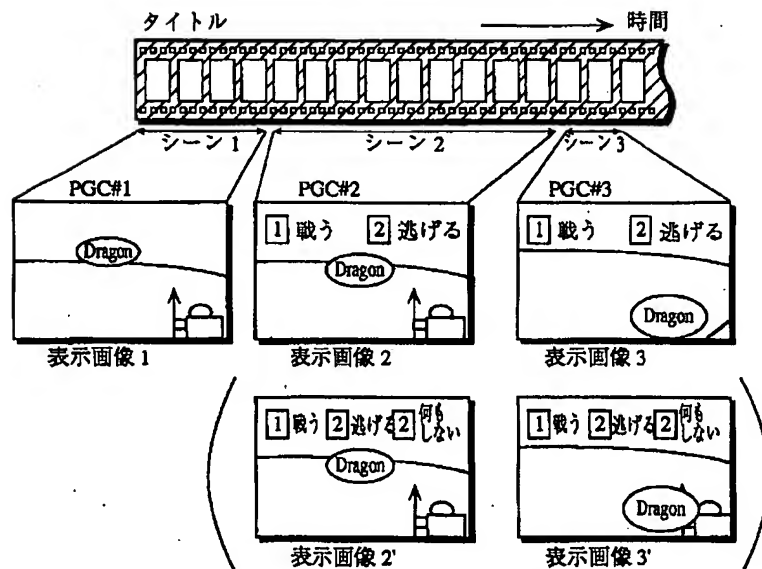 タイトル 時間
シーン1 シーン2 シーン3
PGC#1 PGC#2 PGC#3
Dragon
1 戦う 2 逃げる
Dragon
1 戦う 2 逃げる
Dragon
表示画像1 表示画像2 表示画像3
1 戦う 2 逃げる 2 何もしない
Dragon
1 戦う 2 逃げる 2 何もしない
Dragon
表示画像2' 表示画像3'